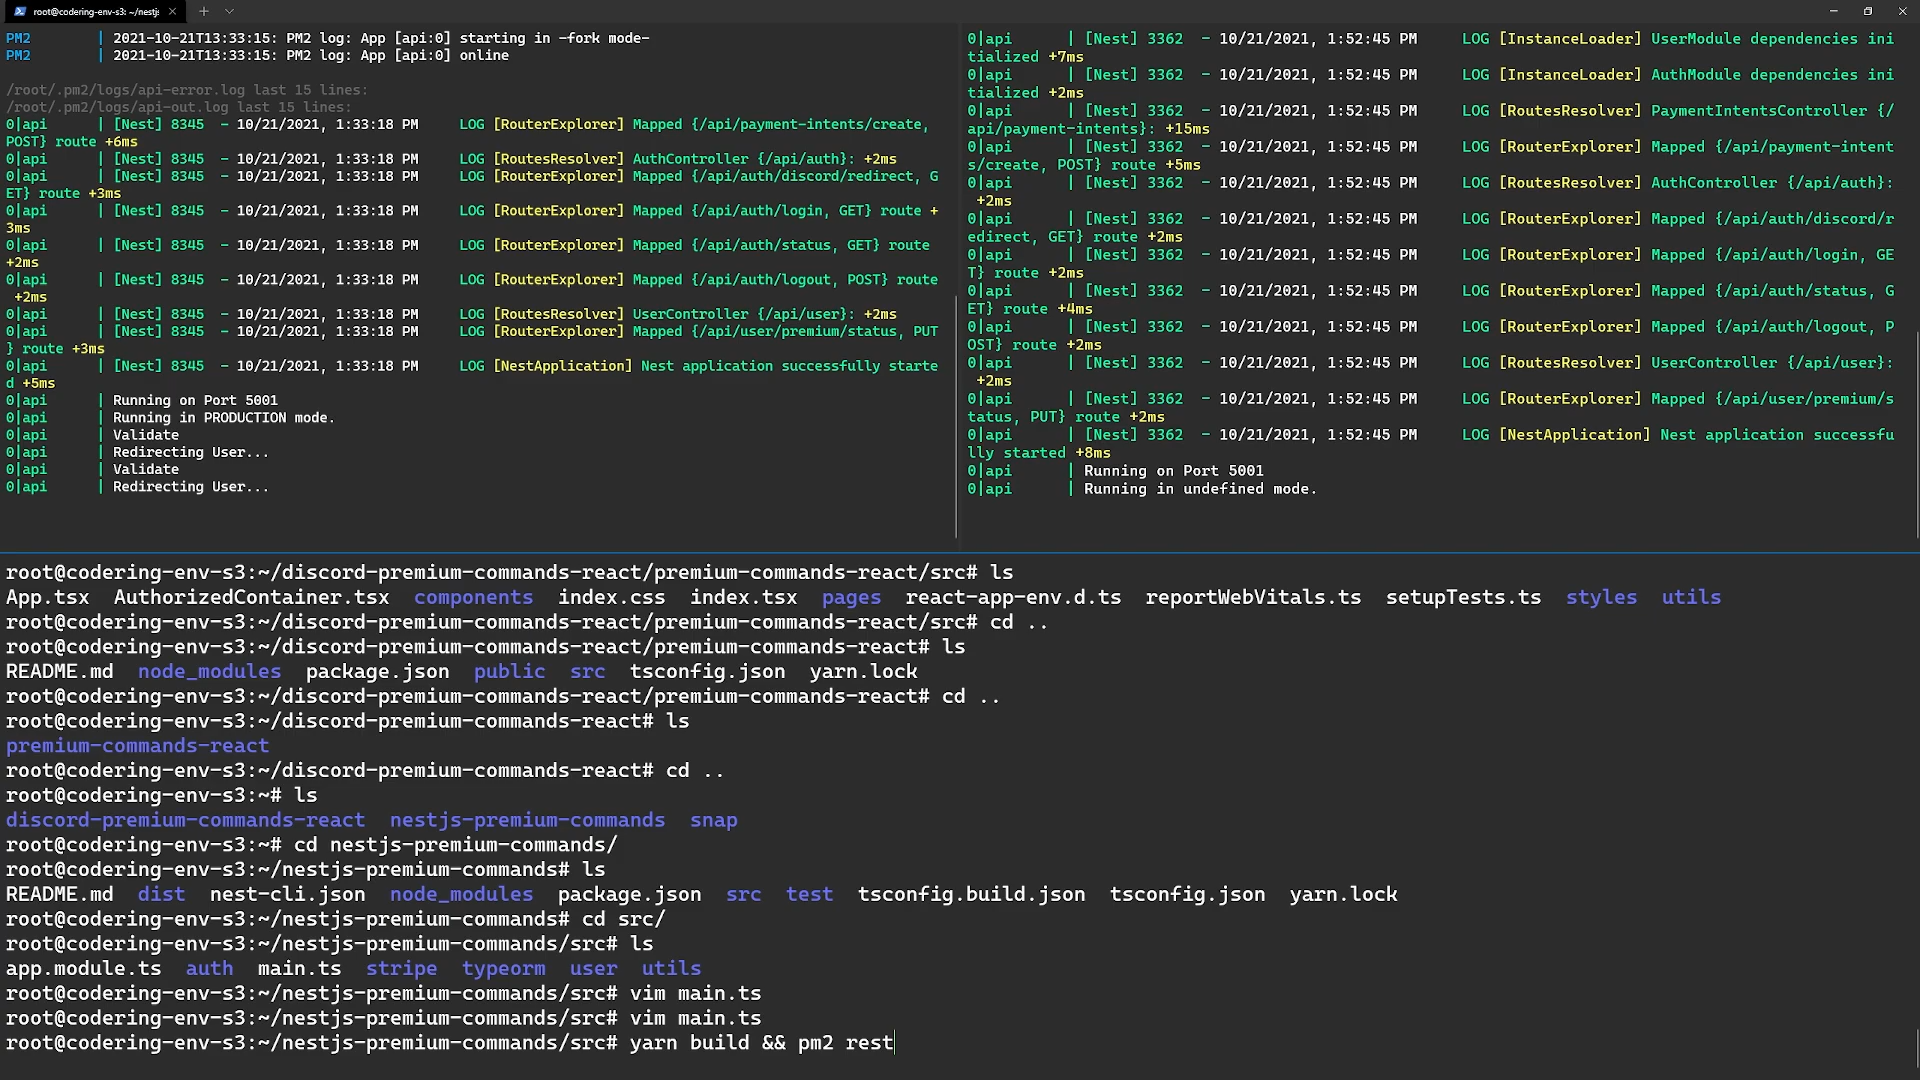 root@codering-env-s3: ~/nestj
PM2        | 2021-10-21T13:33:15: PM2 log: App [api:0] starting in -fork mode-
PM2        | 2021-10-21T13:33:15: PM2 log: App [api:0] online
/root/.pm2/logs/api-error.log last 15 lines:
/root/.pm2/logs/api-out.log last 15 lines:
0|api      | [Nest] 8345  - 10/21/2021, 1:33:18 PM     LOG [RouterExplorer] Mapped {/api/payment-intents/create,
POST} route +6ms
0|api      | [Nest] 8345  - 10/21/2021, 1:33:18 PM     LOG [RoutesResolver] AuthController {/api/auth}: +2ms
0|api      | [Nest] 8345  - 10/21/2021, 1:33:18 PM     LOG [RouterExplorer] Mapped {/api/auth/discord/redirect, G
ET} route +3ms
0|api      | [Nest] 8345  - 10/21/2021, 1:33:18 PM     LOG [RouterExplorer] Mapped {/api/auth/login, GET} route +
3ms
0|api      | [Nest] 8345  - 10/21/2021, 1:33:18 PM     LOG [RouterExplorer] Mapped {/api/auth/status, GET} route
+2ms
0|api      | [Nest] 8345  - 10/21/2021, 1:33:18 PM     LOG [RouterExplorer] Mapped {/api/auth/logout, POST} route
 +2ms
0|api      | [Nest] 8345  - 10/21/2021, 1:33:18 PM     LOG [RoutesResolver] UserController {/api/user}: +2ms
0|api      | [Nest] 8345  - 10/21/2021, 1:33:18 PM     LOG [RouterExplorer] Mapped {/api/user/premium/status, PUT
} route +3ms
0|api      | [Nest] 8345  - 10/21/2021, 1:33:18 PM     LOG [NestApplication] Nest application successfully starte
d +5ms
0|api      | Running on Port 5001
0|api      | Running in PRODUCTION mode.
0|api      | Validate
0|api      | Redirecting User...
0|api      | Validate
0|api      | Redirecting User...
0|api      | [Nest] 3362  - 10/21/2021, 1:52:45 PM     LOG [InstanceLoader] UserModule dependencies ini
tialized +7ms
0|api      | [Nest] 3362  - 10/21/2021, 1:52:45 PM     LOG [InstanceLoader] AuthModule dependencies ini
tialized +2ms
0|api      | [Nest] 3362  - 10/21/2021, 1:52:45 PM     LOG [RoutesResolver] PaymentIntentsController {/
api/payment-intents}: +15ms
0|api      | [Nest] 3362  - 10/21/2021, 1:52:45 PM     LOG [RouterExplorer] Mapped {/api/payment-intent
s/create, POST} route +5ms
0|api      | [Nest] 3362  - 10/21/2021, 1:52:45 PM     LOG [RoutesResolver] AuthController {/api/auth}:
 +2ms
0|api      | [Nest] 3362  - 10/21/2021, 1:52:45 PM     LOG [RouterExplorer] Mapped {/api/auth/discord/r
edirect, GET} route +2ms
0|api      | [Nest] 3362  - 10/21/2021, 1:52:45 PM     LOG [RouterExplorer] Mapped {/api/auth/login, GE
T} route +2ms
0|api      | [Nest] 3362  - 10/21/2021, 1:52:45 PM     LOG [RouterExplorer] Mapped {/api/auth/status, G
ET} route +4ms
0|api      | [Nest] 3362  - 10/21/2021, 1:52:45 PM     LOG [RouterExplorer] Mapped {/api/auth/logout, P
OST} route +2ms
0|api      | [Nest] 3362  - 10/21/2021, 1:52:45 PM     LOG [RoutesResolver] UserController {/api/user}:
 +2ms
0|api      | [Nest] 3362  - 10/21/2021, 1:52:45 PM     LOG [RouterExplorer] Mapped {/api/user/premium/s
tatus, PUT} route +2ms
0|api      | [Nest] 3362  - 10/21/2021, 1:52:45 PM     LOG [NestApplication] Nest application successfu
lly started +8ms
0|api      | Running on Port 5001
0|api      | Running in undefined mode.
root@codering-env-s3:~/discord-premium-commands-react/premium-commands-react/src# ls
App.tsx  AuthorizedContainer.tsx  components  index.css  index.tsx  pages  react-app-env.d.ts  reportWebVitals.ts  setupTests.ts  styles  utils
root@codering-env-s3:~/discord-premium-commands-react/premium-commands-react/src# cd ..
root@codering-env-s3:~/discord-premium-commands-react/premium-commands-react# ls
README.md  node_modules  package.json  public  src  tsconfig.json  yarn.lock
root@codering-env-s3:~/discord-premium-commands-react/premium-commands-react# cd ..
root@codering-env-s3:~/discord-premium-commands-react# ls
premium-commands-react
root@codering-env-s3:~/discord-premium-commands-react# cd ..
root@codering-env-s3:~# ls
discord-premium-commands-react  nestjs-premium-commands  snap
root@codering-env-s3:~# cd nestjs-premium-commands/
root@codering-env-s3:~/nestjs-premium-commands# ls
README.md  dist  nest-cli.json  node_modules  package.json  src  test  tsconfig.build.json  tsconfig.json  yarn.lock
root@codering-env-s3:~/nestjs-premium-commands# cd src/
root@codering-env-s3:~/nestjs-premium-commands/src# ls
app.module.ts  auth  main.ts  stripe  typeorm  user  utils
root@codering-env-s3:~/nestjs-premium-commands/src# vim main.ts
root@codering-env-s3:~/nestjs-premium-commands/src# vim main.ts
root@codering-env-s3:~/nestjs-premium-commands/src# yarn build && pm2 rest